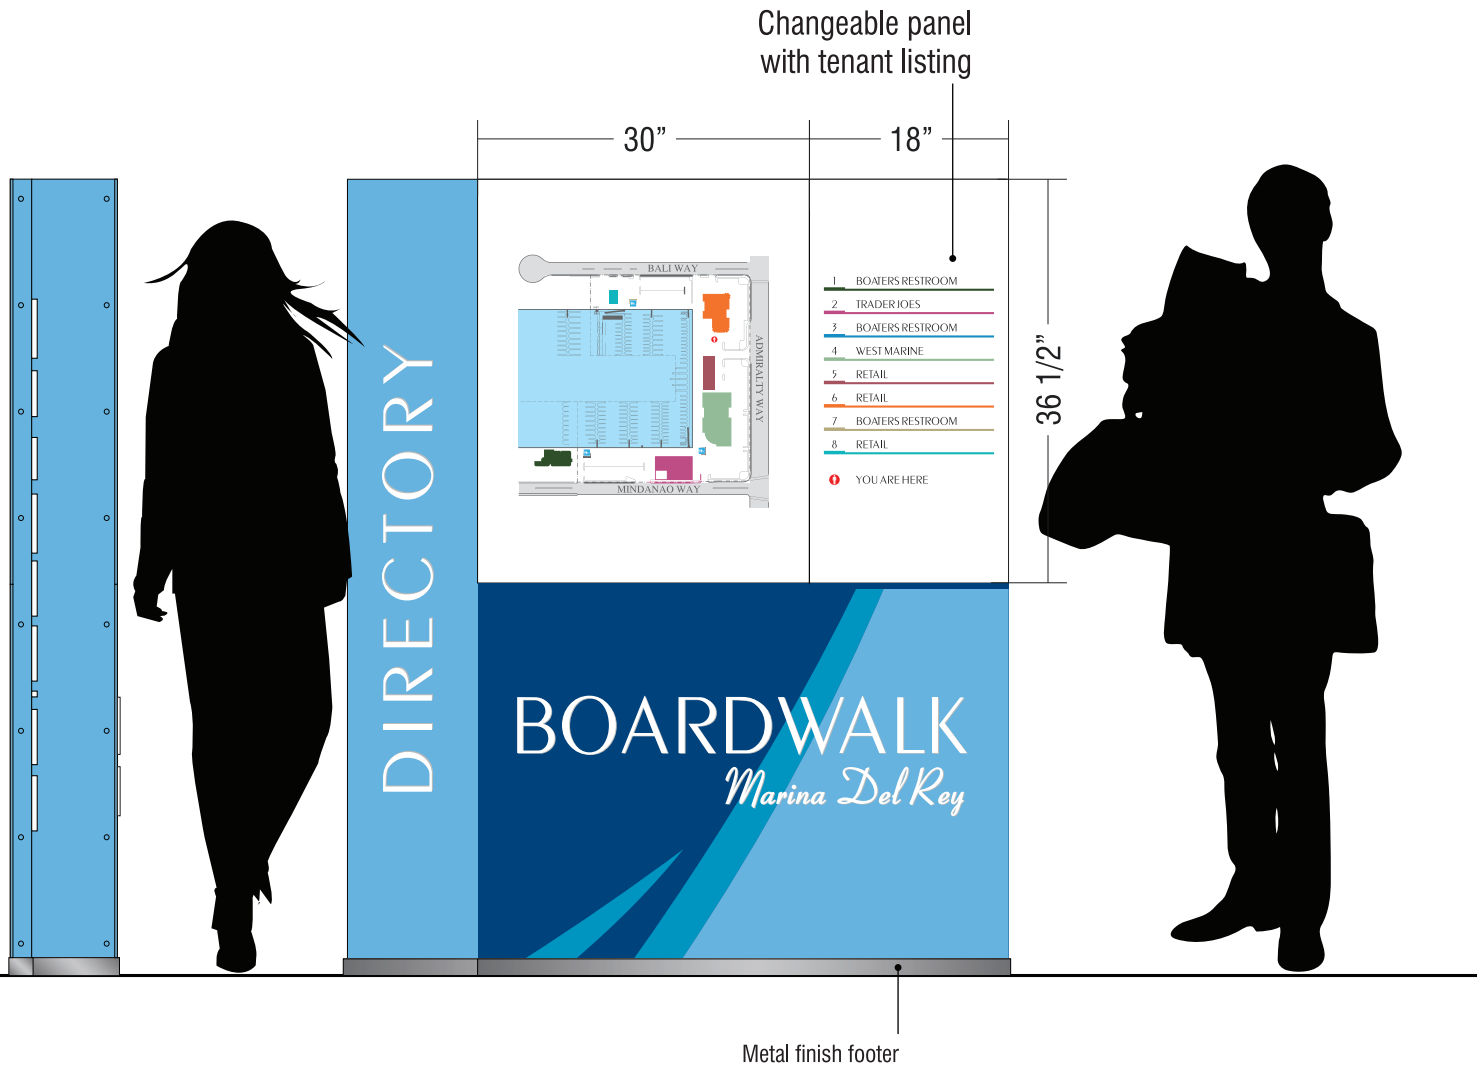 Changeable panel
with tenant listing
30”
18”
36 1/2”
DIRECTORY
BALI WAY
ADMIRALTY WAY
MINDANAO WAY
1 BOATERS RESTROOM
2 TRADER JOES
3 BOATERS RESTROOM
4 WEST MARINE
5 RETAIL
6 RETAIL
7 BOATERS RESTROOM
8 RETAIL
YOU ARE HERE
BOARDWALK
Marina Del Rey
Metal finish footer